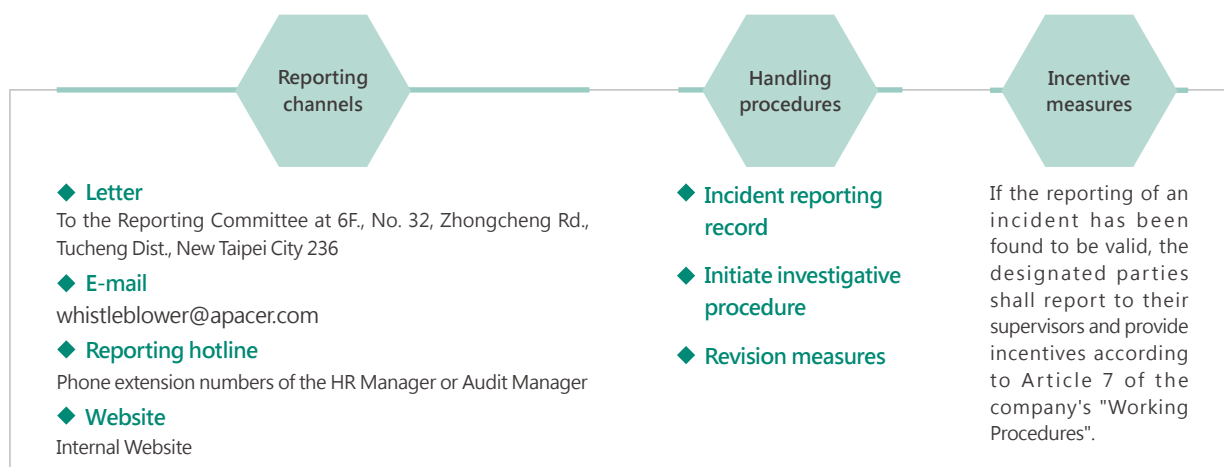 Reporting
channels
◆ Letter
To the Reporting Committee at 6F., No. 32, Zhongcheng Rd.,
Tucheng Dist., New Taipei City 236
◆ E-mail
whistleblower@apacer.com
◆ Reporting hotline
Phone extension numbers of the HR Manager or Audit Manager
◆ Website
Internal Website
Handling
procedures
◆ Incident reporting
record
◆ Initiate investigative
procedure
◆ Revision measures
Incentive
measures
If the reporting of an
incident has been
found to be valid, the
designated parties
shall report to their
supervisors and provide
incentives according
to Article 7 of the
company's "Working
Procedures".